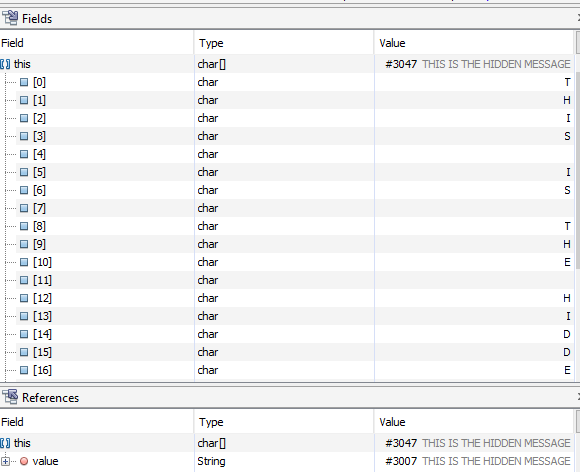 Fields
Field Type Value
this char[] #3047 THIS IS THE HIDDEN MESSAGE
[0] char T
[1] char H
[2] char I
[3] char S
[4] char
[5] char I
[6] char S
[7] char
[8] char T
[9] char H
[10] char E
[11] char
[12] char H
[13] char I
[14] char D
[15] char D
[16] char E
References
Field Type Value
this char[] #3047 THIS IS THE HIDDEN MESSAGE
value String #3007 THIS IS THE HIDDEN MESSAGE